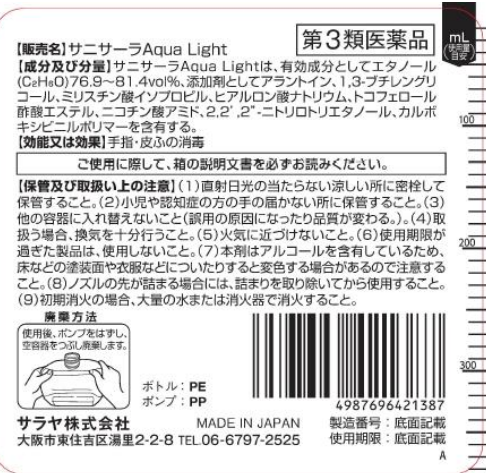 【販売名】サニサーラAqua Light
第3類医薬品
mL
(使用量
目安)
【成分及び分量】サニサーラAqua Lightは、有効成分としてエタノール
(C₂H₆O)76.9~81.4vol%、添加剤としてアラントイン、1,3-ブチレングリ
コール、ミリスチン酸イソプロピル、ヒアルロン酸ナトリウム、トコフェロール
酢酸エステル、ニコチン酸アミド、2,2',2"-ニトリロトリエタノール、カルボ
キシビニルポリマーを含有する。
【効能又は効果】手指・皮ふの消毒
ご使用に際して、箱の説明文書を必ずお読みください。
【保管及び取扱い上の注意】(1)直射日光の当たらない涼しい所に密栓して
保管すること。(2)小児や認知症の方の手の届かない所に保管すること。(3)
他の容器に入れ替えないこと(誤用の原因になったり品質が変わる。)。(4)取
扱う場合、換気を十分行うこと。(5)火気に近づけないこと。(6)使用期限が
過ぎた製品は、使用しないこと。(7)本剤はアルコールを含有しているため、
床などの塗装面や衣服などについたりすると変色する場合があるので注意する
こと。(8)ノズルの先が詰まる場合には、詰まりを取り除いてから使用すること。
(9)初期消火の場合、大量の水または消火器で消火すること。
100
200
300
廃棄方法
使用後、ポンプをはずし、
空容器をつぶし廃棄します。
ボトル:PE
ポンプ:PP
4987696421387
サラヤ株式会社
MADE IN JAPAN
製造番号:底面記載
大阪市東住吉区湯里2-2-8 TEL.06-6797-2525
使用期限:底面記載
A